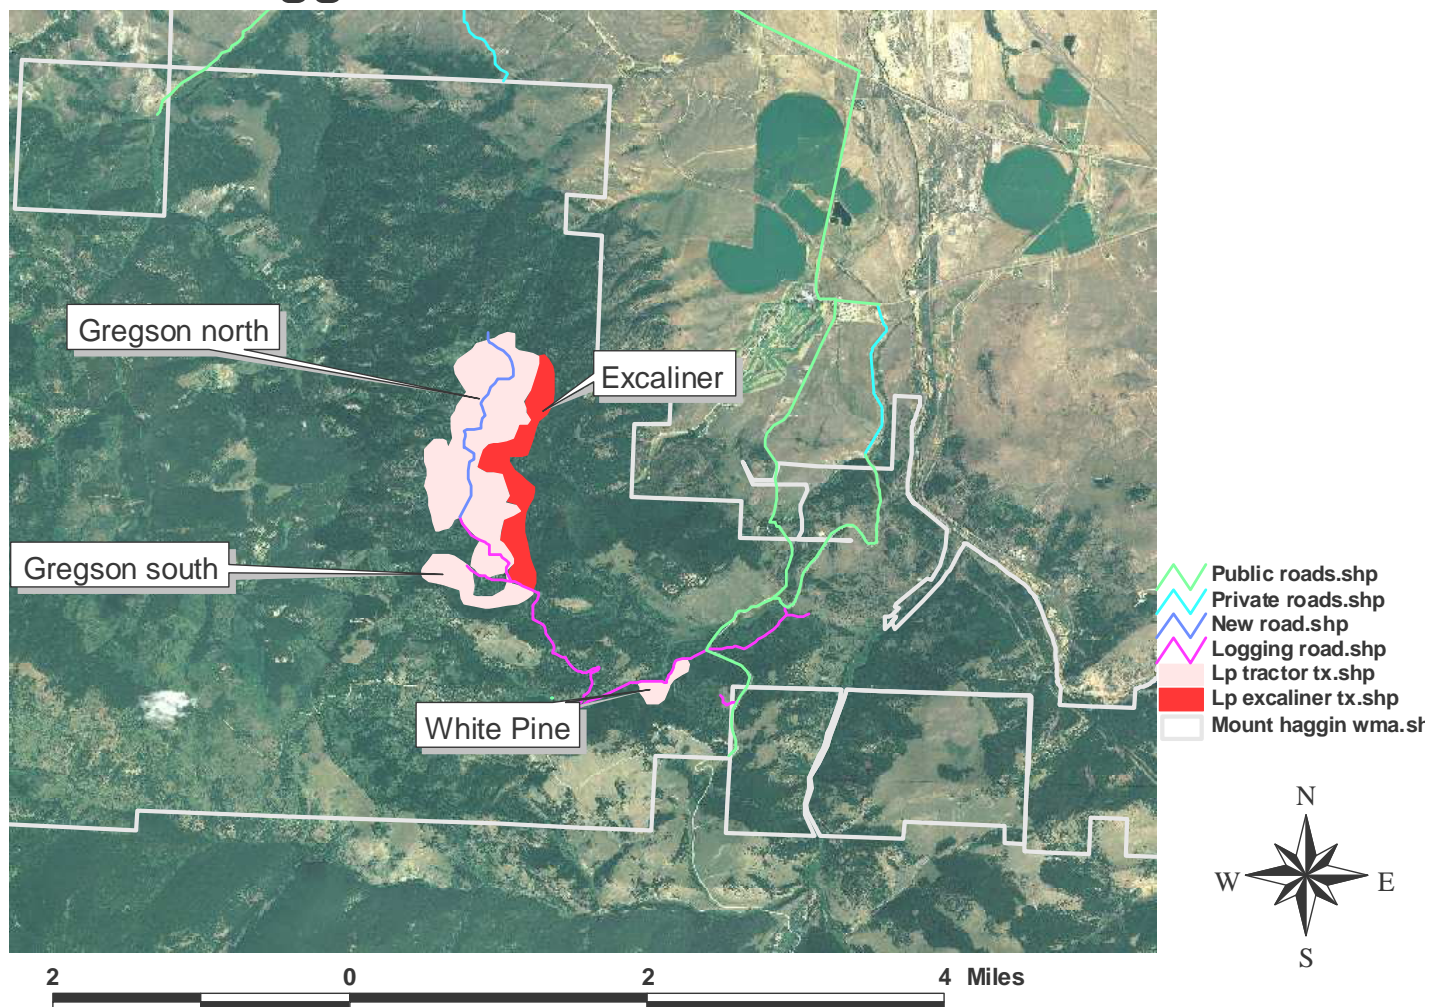 Gregson north
Excaliner
Gregson south
White Pine
Public roads.shp
Private roads.shp
New road.shp
Logging road.shp
Lp tractor tx.shp
Lp excaliner tx.shp
Mount haggin wma.sh
N
W E
S
2 0 2 4 Miles